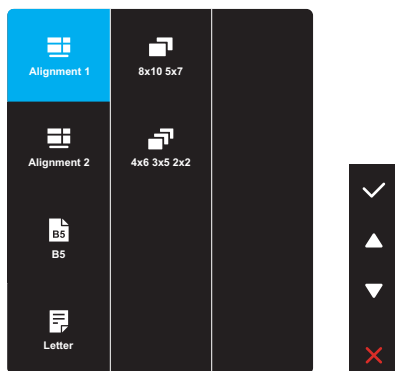 Alignment 1
8x10 5x7
Alignment 2
4x6 3x5 2x2
B5
B5
Letter